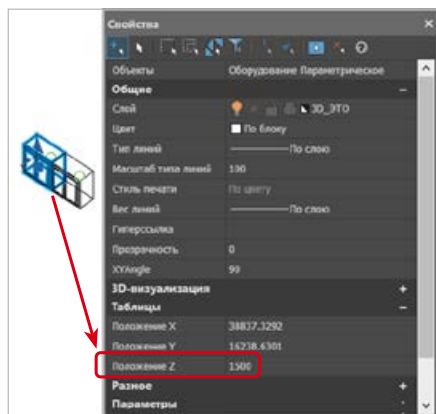 Свойства
Объекты Оборудование Параметрическое
Общие
Слой 3D_ЭТО
Цвет По блоку
Тип линий По слою
Масштаб типа линий 100
Стиль печати По цвету
Вес линий По слою
Гиперссылка
Прозрачность 0
XYAngle 90
3D-визуализация
Таблицы
Положение X 38837.3292
Положение Y 16238.6301
Положение Z 1500
Разное
Параметры